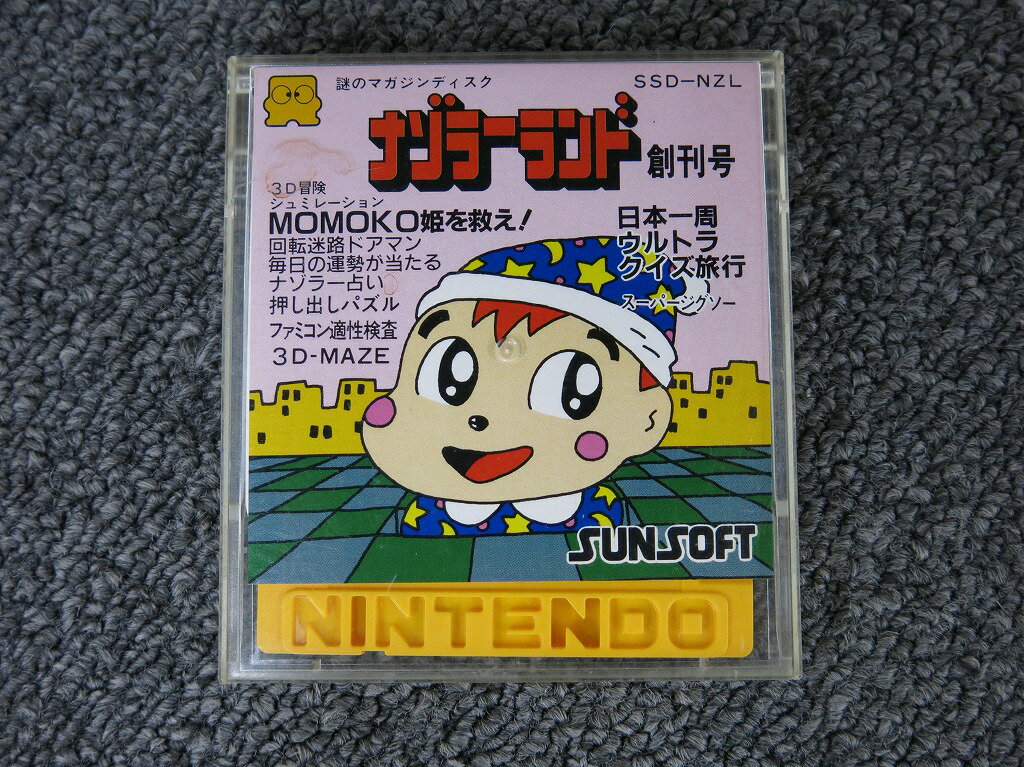 謎のマガジンディスク
SSD-NZL
ナゾラーランド
創刊号
3D冒険
シュミレーション
MOMOKO姫を救え!
回転迷路ドアマン
毎日の運勢が当たる
ナソラー占い
押し出しパズル
ファミコン適性検査
3D-MAZE
日本一周
ウルトラ
クイズ旅行
スーパージグソー
SUNSOFT
NINTENDO